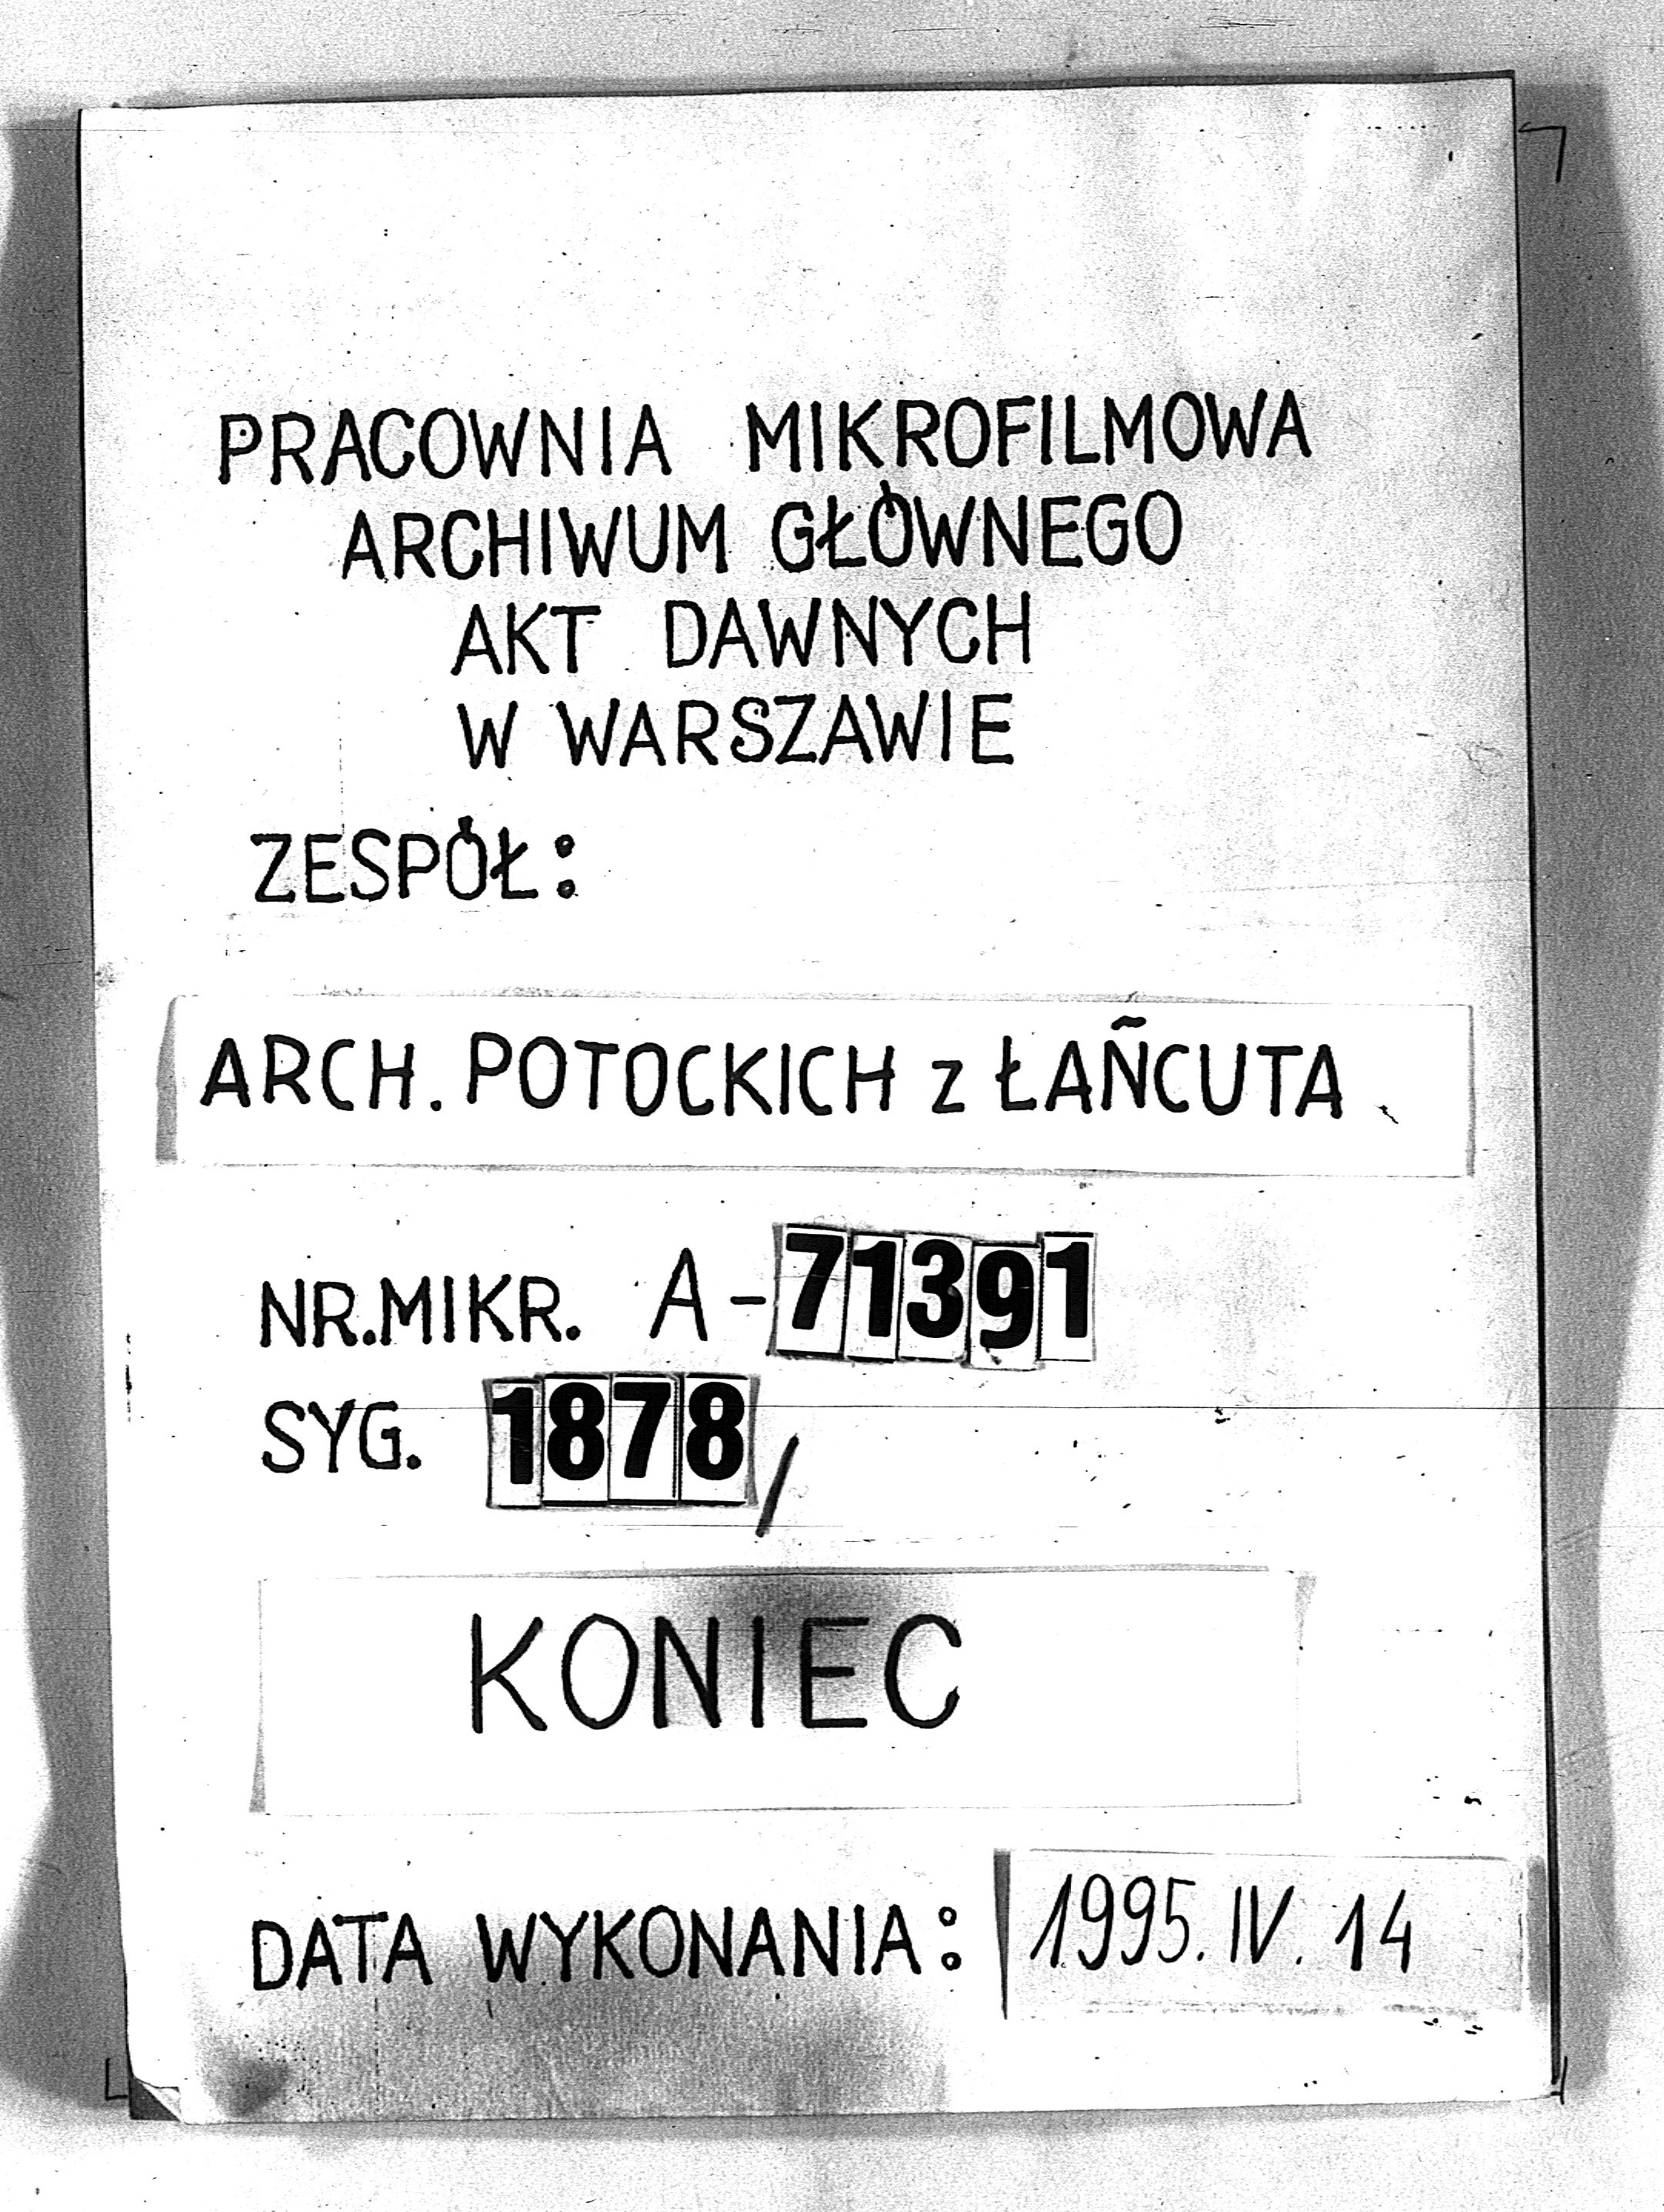 PRACOWNIA MIKROFILMOWA
ARCHIWUM GŁÓWNEGO
AKT DAWNYCH
W WARSZAWIE
ZESPÓŁ:
ARCH. POTOCKICH z ŁAŃCUTA
NR.MIKR. A-71391
SYG. 1878/
KONIEC
DATA WYKONANIA: 1995.IV.14